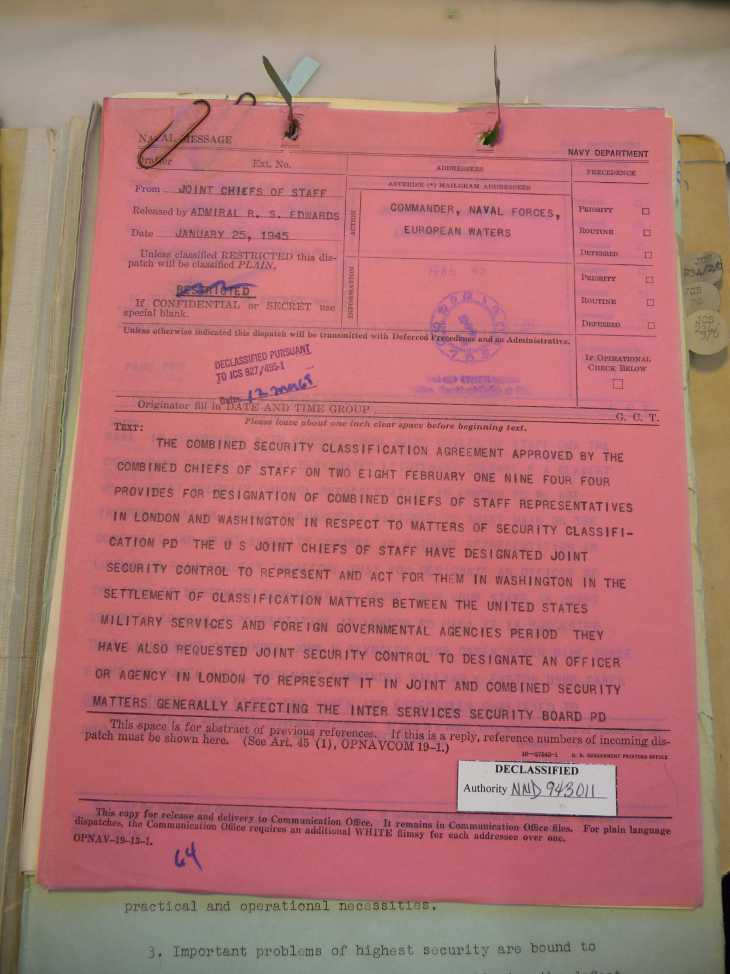 NAVAL MESSAGE
NAVY DEPARTMENT
Drafter Ext. No.
ADDRESSEES
PRECEDENCE
From JOINT CHIEFS OF STAFF
ASTERISK (*) MAILGRAM ADDRESSEES
Released by ADMIRAL R. S. EDWARDS
ACTION
COMMANDER, NAVAL FORCES,
EUROPEAN WATERS
PRIORITY
ROUTINE
DEFERRED
Date JANUARY 25, 1945
Unless classified RESTRICTED this dis-
patch will be classified PLAIN.
RESTRICTED
If CONFIDENTIAL or SECRET use
special blank.
INFORMATION
PRIORITY
ROUTINE
DEFERRED
Unless otherwise indicated this dispatch will be transmitted with Deferred Precedence and as Administrative.
IF OPERATIONAL
CHECK BELOW
DECLASSIFIED PURSUANT
TO JCS 927/495-1
Date
Originator fill in DATE AND TIME GROUP G. C. T.
Please leave about one inch clear space before beginning text.
TEXT:
THE COMBINED SECURITY CLASSIFICATION AGREEMENT APPROVED BY THE
COMBINED CHIEFS OF STAFF ON TWO EIGHT FEBRUARY ONE NINE FOUR FOUR
PROVIDES FOR DESIGNATION OF COMBINED CHIEFS OF STAFF REPRESENTATIVES
IN LONDON AND WASHINGTON IN RESPECT TO MATTERS OF SECURITY CLASSIFI-
CATION PD THE U S JOINT CHIEFS OF STAFF HAVE DESIGNATED JOINT
SECURITY CONTROL TO REPRESENT AND ACT FOR THEM IN WASHINGTON IN THE
SETTLEMENT OF CLASSIFICATION MATTERS BETWEEN THE UNITED STATES
MILITARY SERVICES AND FOREIGN GOVERNMENTAL AGENCIES PERIOD THEY
HAVE ALSO REQUESTED JOINT SECURITY CONTROL TO DESIGNATE AN OFFICER
OR AGENCY IN LONDON TO REPRESENT IT IN JOINT AND COMBINED SECURITY
MATTERS GENERALLY AFFECTING THE INTER SERVICES SECURITY BOARD PD
This space is for abstract of previous references. If this is a reply, reference numbers of incoming dis-
patch must be shown here. (See Art. 45 (1), OPNAVCOM 19-1.)
U. S. GOVERNMENT PRINTING OFFICE
DECLASSIFIED
Authority NND 943011
This copy for release and delivery to Communication Office. It remains in Communication Office files. For plain language
dispatches, the Communication Office requires an additional WHITE flimsy for each addressee over one.
OPNAV-19-13-1.
64
practical and operational necessities.
3. Important problems of highest security are bound to